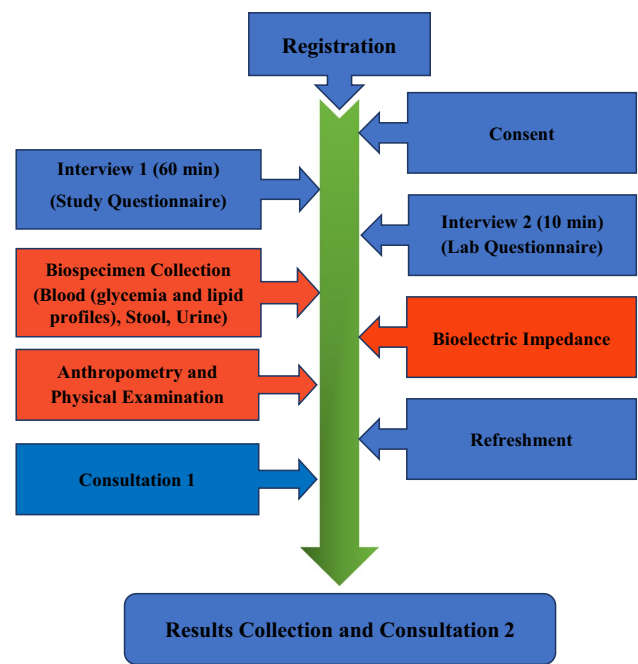 Registration
Consent
Interview 1 (60 min)
(Study Questionnaire)
Interview 2 (10 min)
(Lab Questionnaire)
Biospecimen Collection
(Blood (glycemia and lipid
profiles), Stool, Urine)
Bioelectric Impedance
Anthropometry and
Physical Examination
Refreshment
Consultation 1
Results Collection and Consultation 2